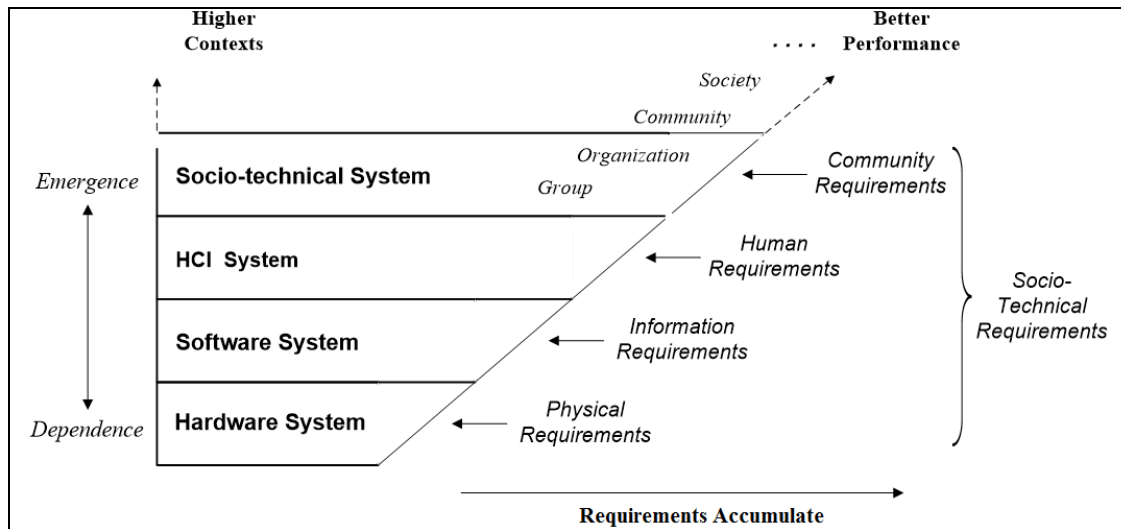 Higher
Contexts
Better
. . . . Performance
Society
Community
Organization
Group
Emergence
Socio-technical System
Community
Requirements
HCI System
Human
Requirements
Software System
Information
Requirements
Socio-
Technical
Requirements
Dependence
Hardware System
Physical
Requirements
Requirements Accumulate